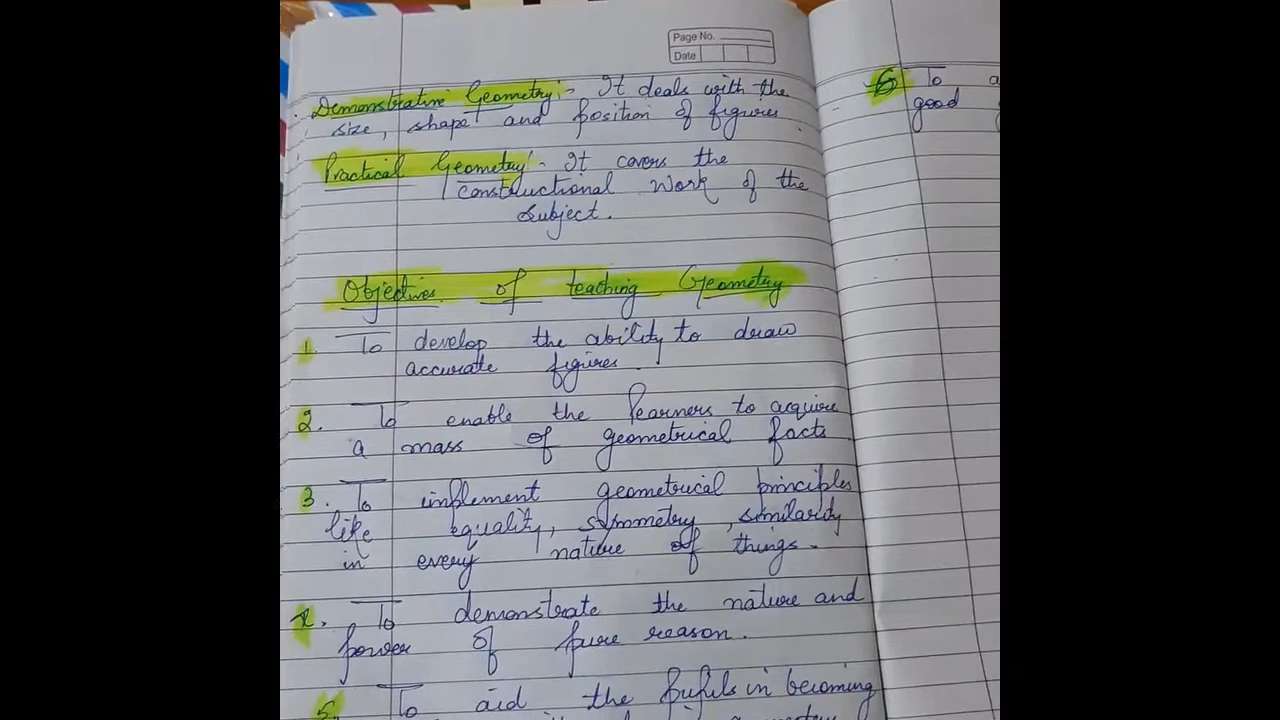 Page No.
Date
Demonstrative Geometry:- It deals with the
size, shape and position of figures.
Practical Geometry:- It covers the
constructional work of the
subject.
Objectives of teaching Geometry
1. To develop the ability to draw
accurate figures.
2. To enable the learners to acquire
a mass of geometrical facts
3. To implement geometrical principles
like equality, symmetry, similarity
in every nature of things.
4. To demonstrate the nature and
power of pure reason.
5. To aid the pupils in becoming
6 To a
good